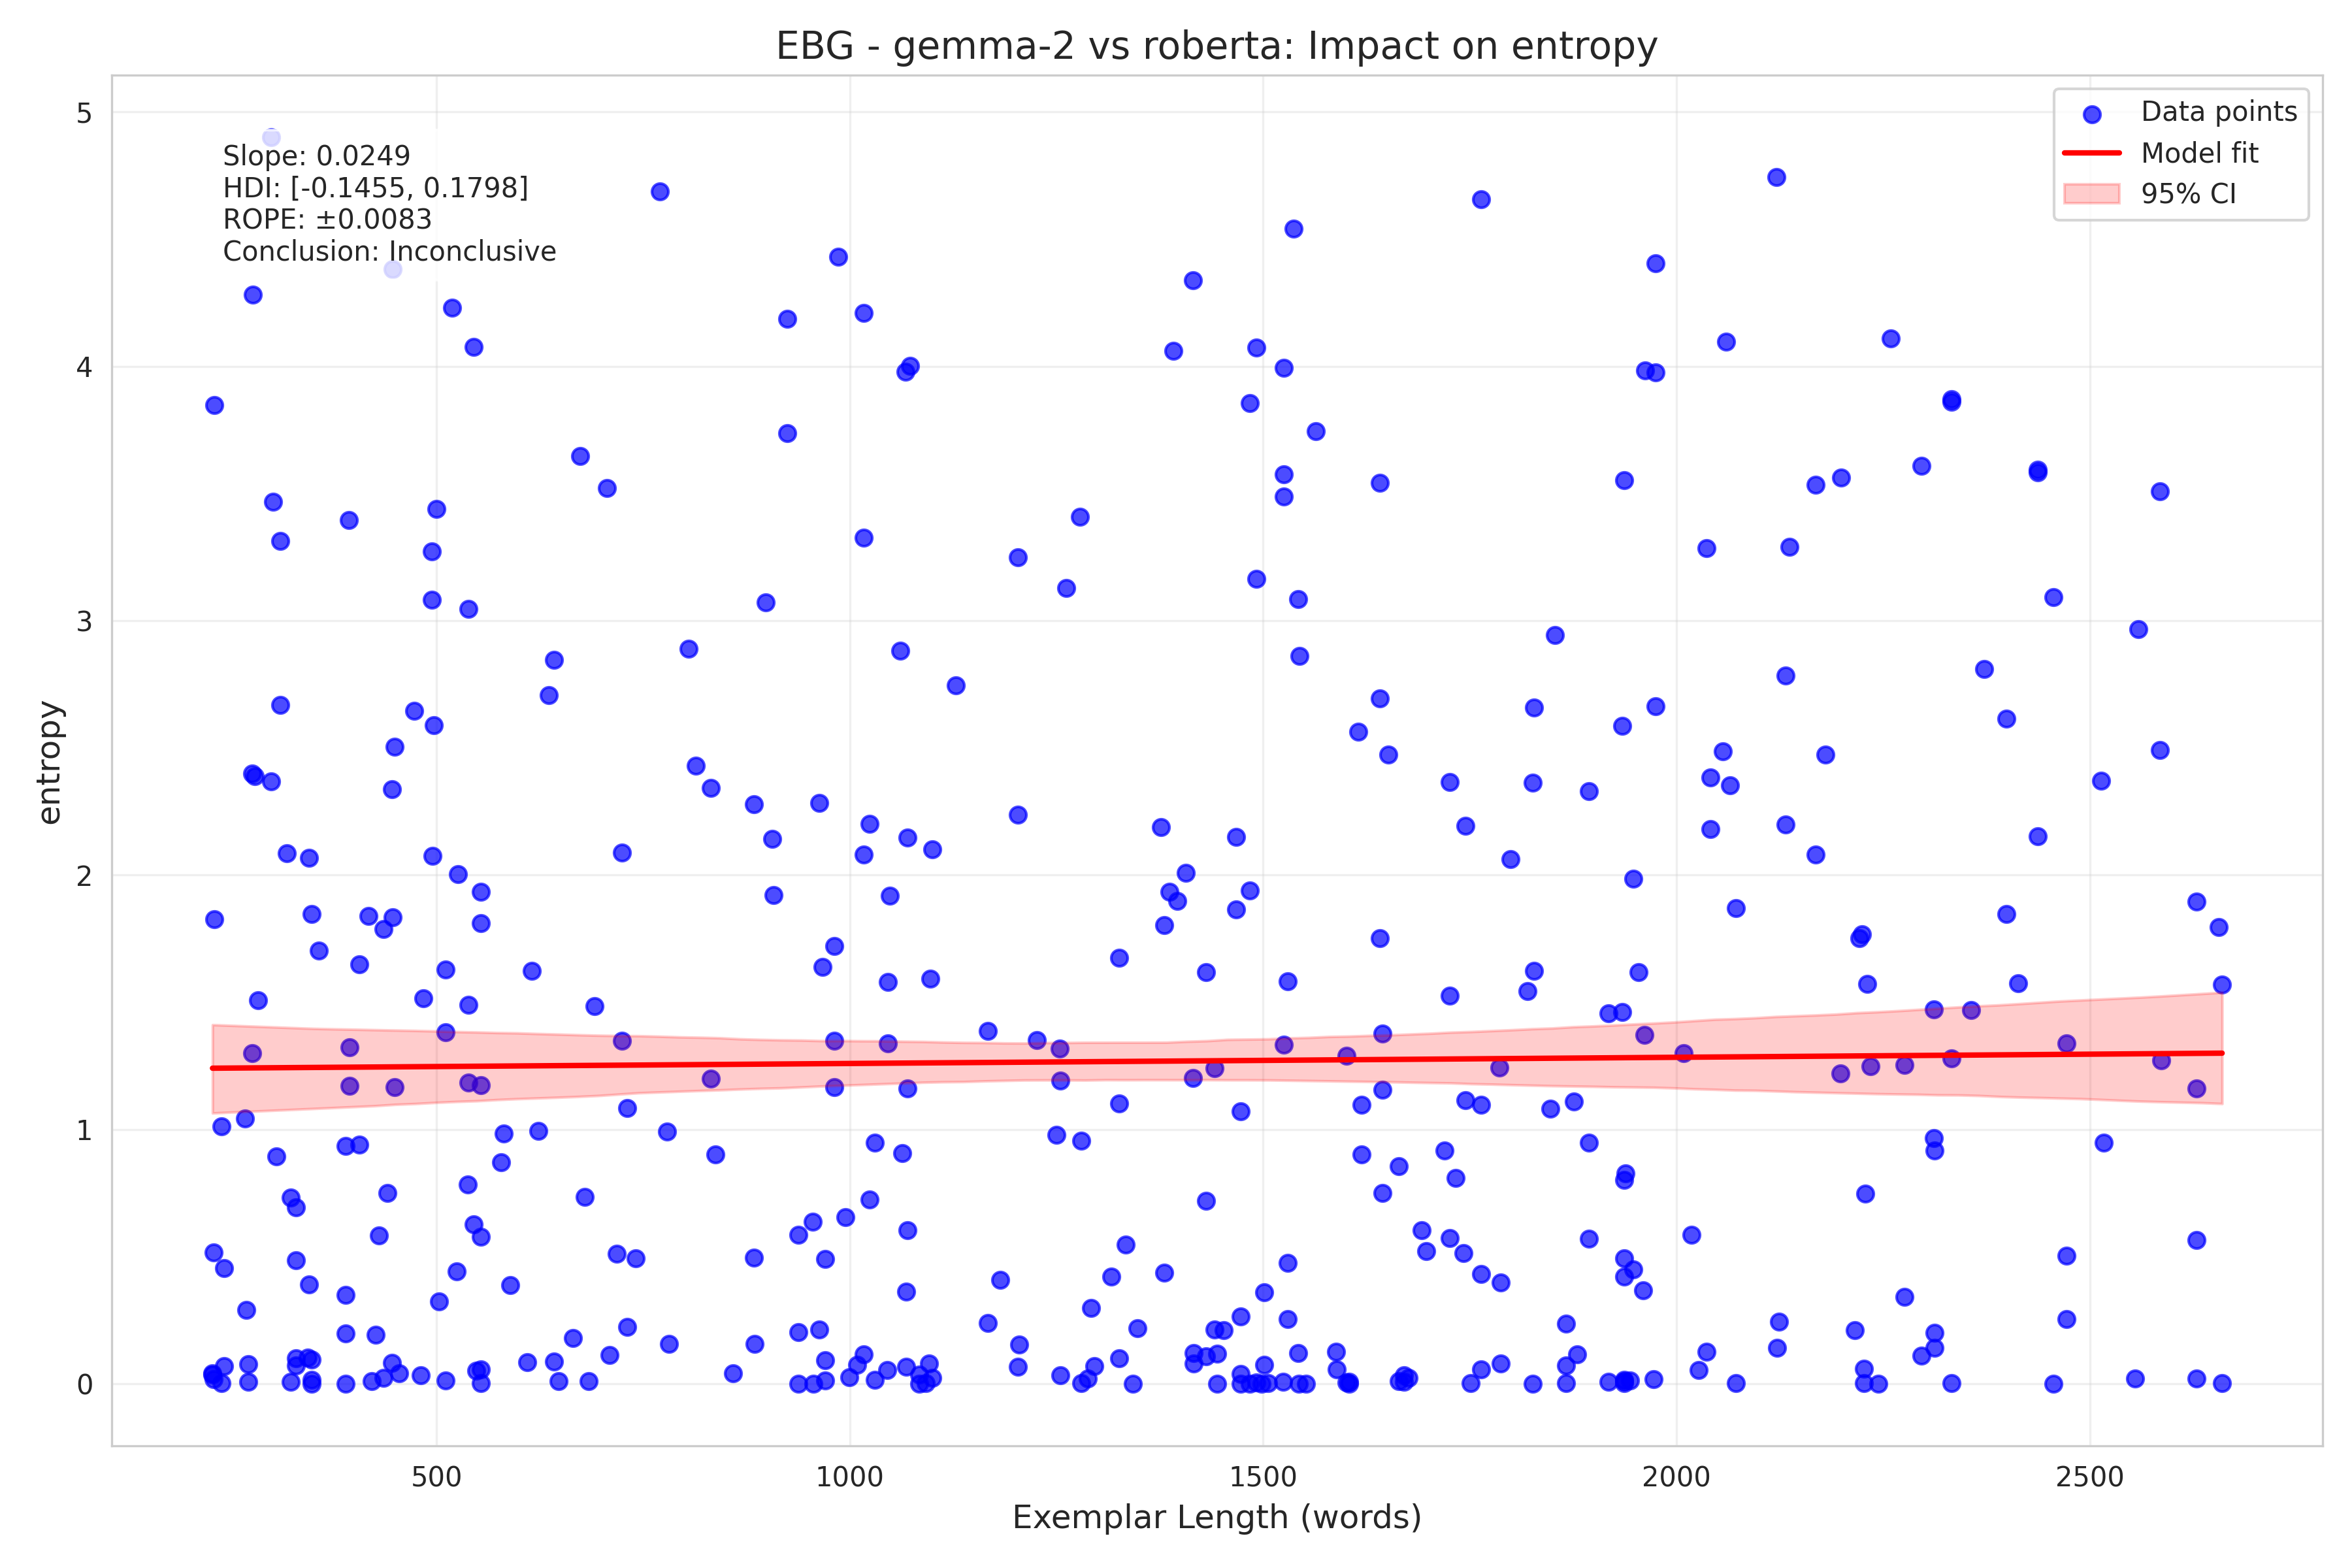 EBG - gemma-2 vs roberta: Impact on entropy
Slope: 0.0249
HDI: [-0.1455, 0.1798]
ROPE: ±0.0083
Conclusion: Inconclusive
Data points
Model fit
95% CI
entropy
5
4
3
2
1
0
500
1000
1500
2000
2500
Exemplar Length (words)